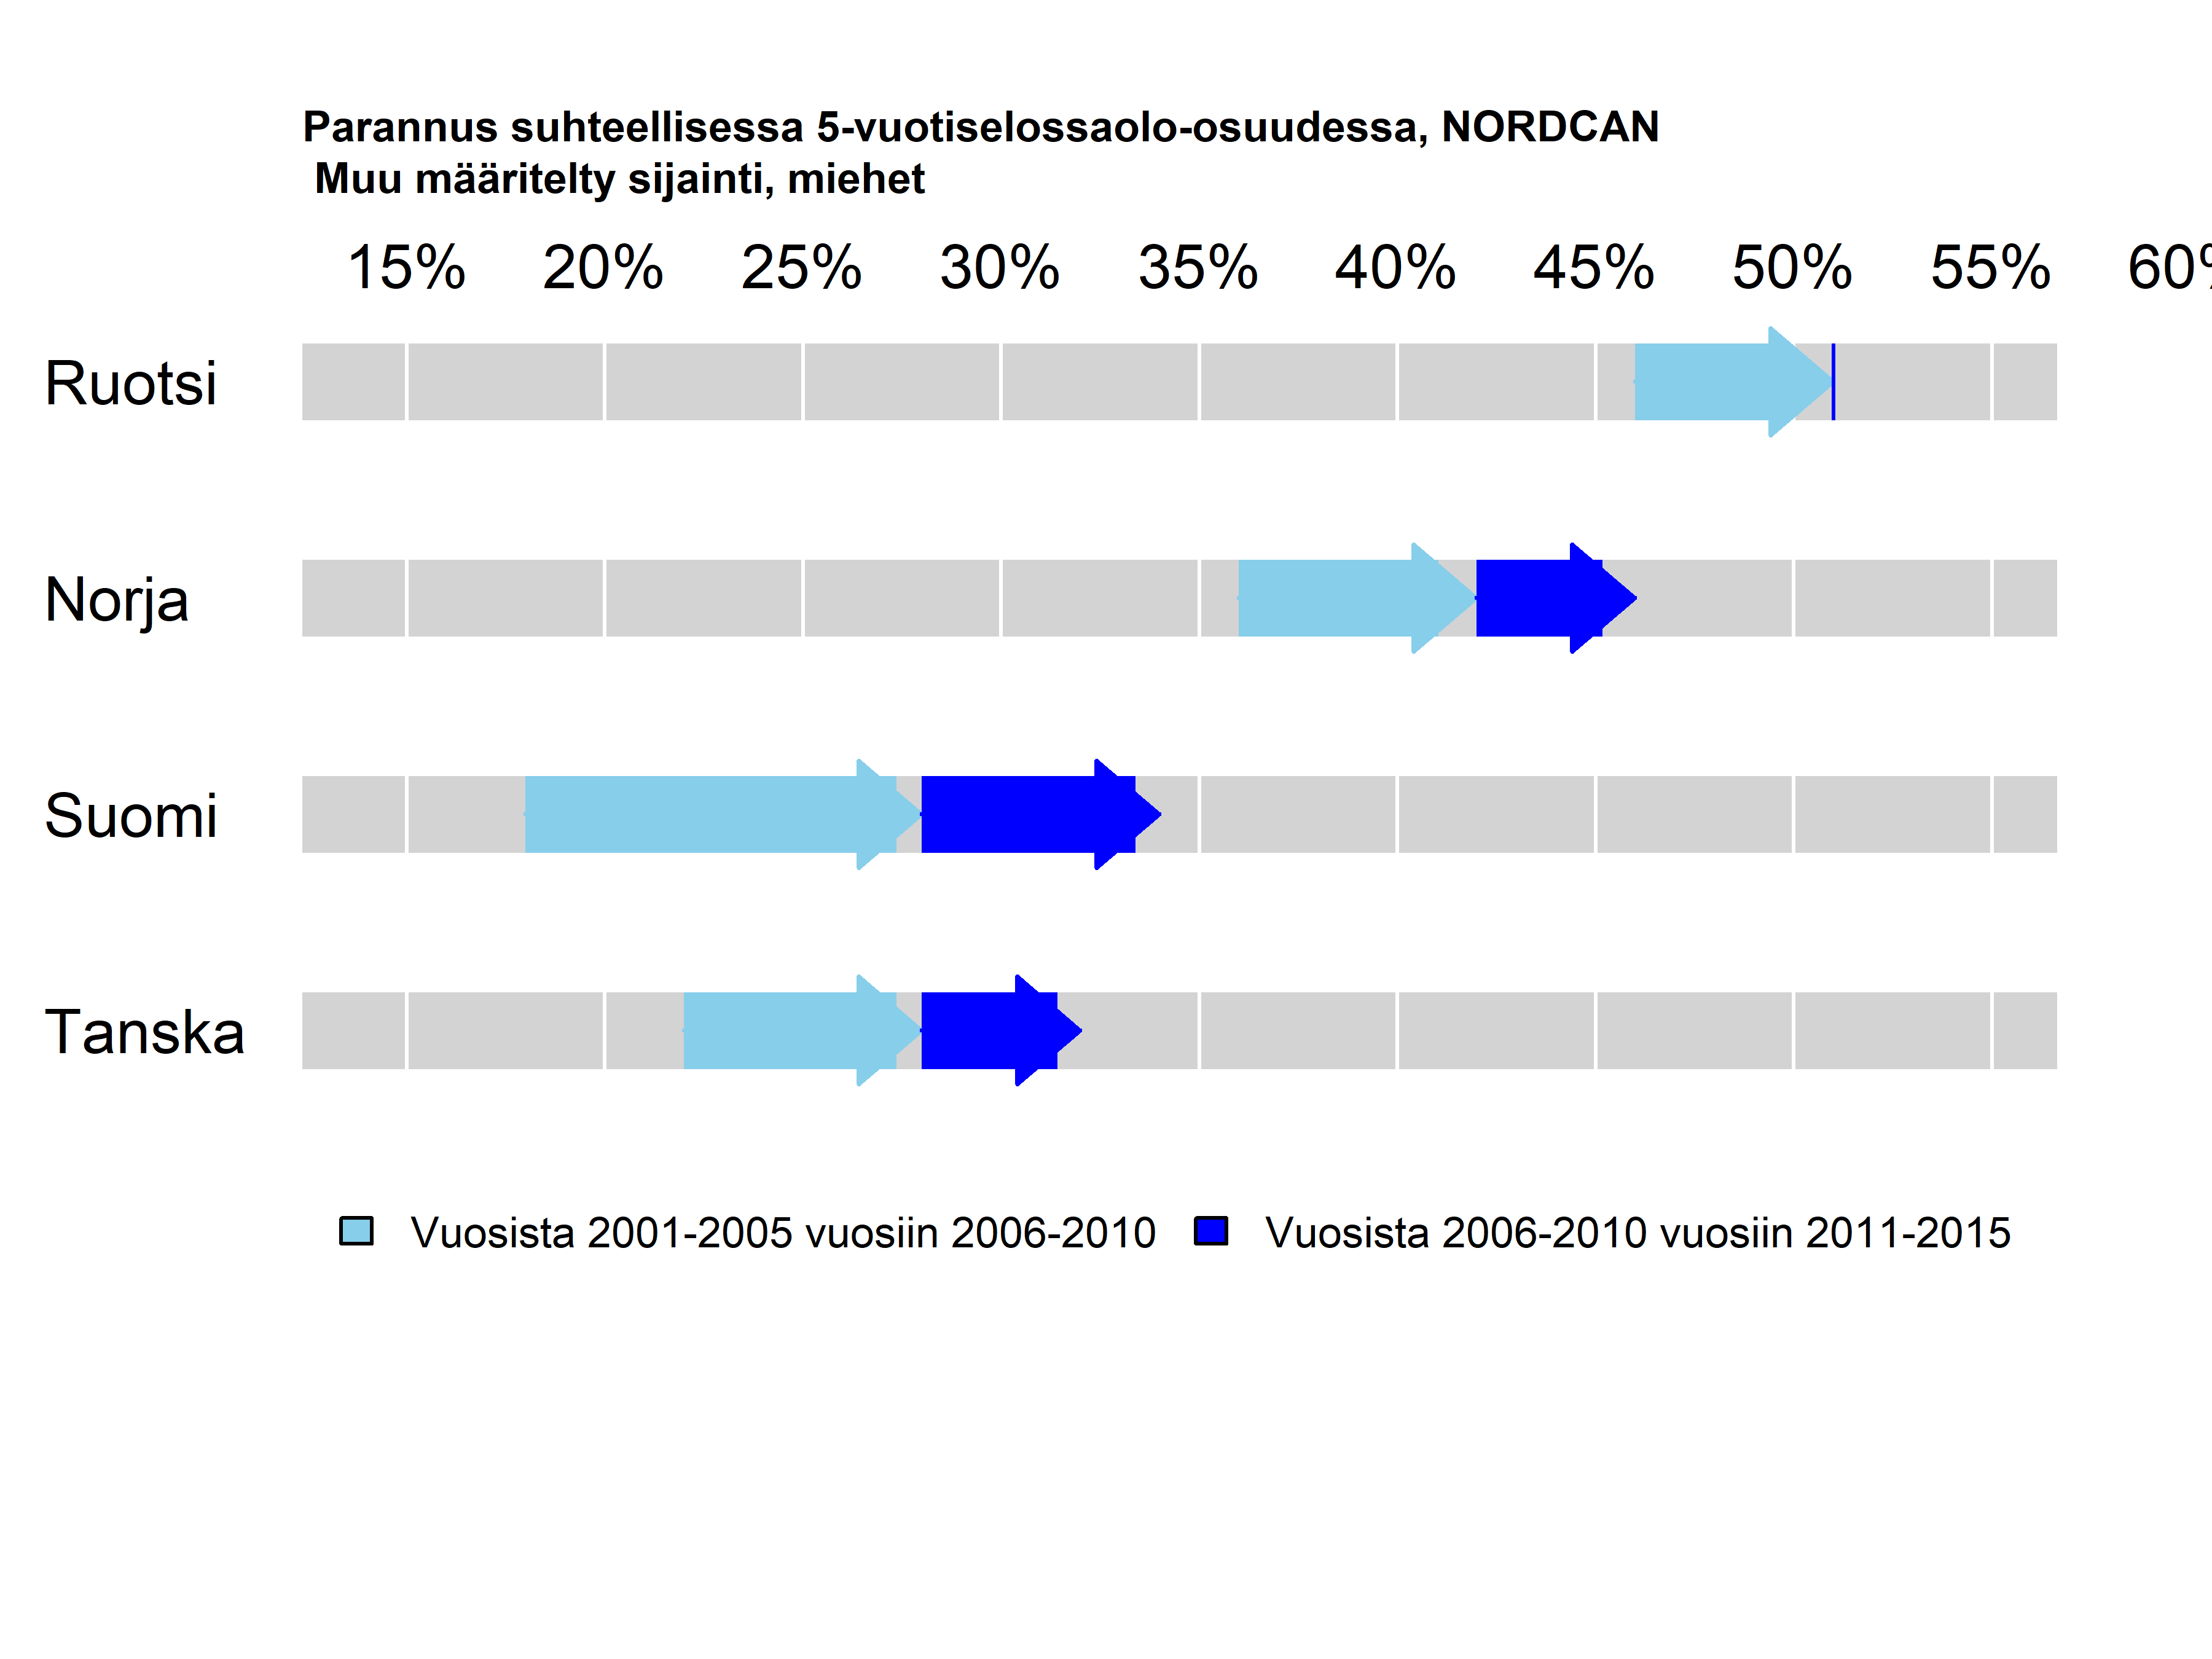 Parannus suhteellisessa 5-vuotiselossaolo-osuudessa, NORDCAN
Muu määritelty sijainti, miehet
15% 20% 25% 30% 35% 40% 45% 50% 55% 60%
Ruotsi
Norja
Suomi
Tanska
Vuosista 2001-2005 vuosiin 2006-2010 Vuosista 2006-2010 vuosiin 2011-2015